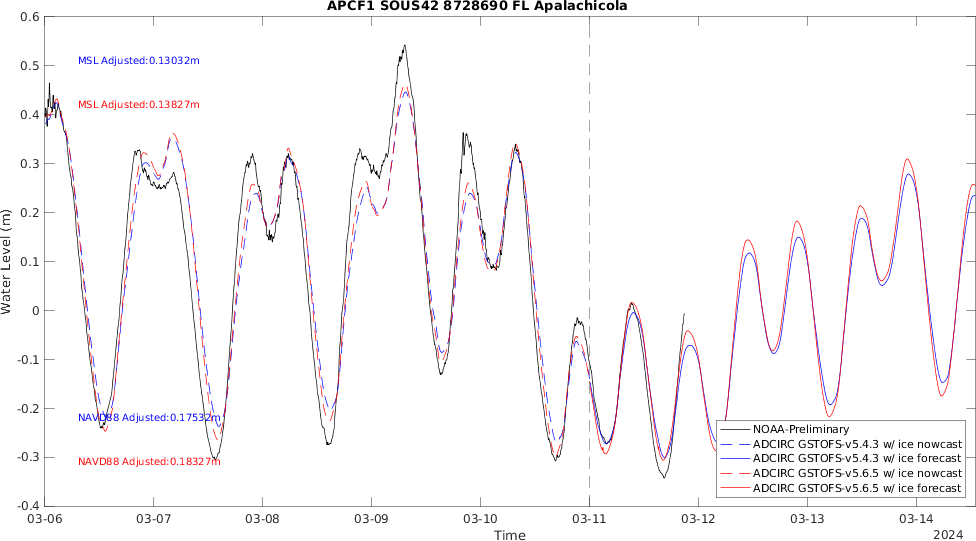 APCF1 SOUS42 8728690 FL Apalachicola
0.6
0.5
0.4
0.3
0.2
0.1
0
-0.1
-0.2
-0.3
-0.4
Water Level (m)
MSL Adjusted:0.13032m
MSL Adjusted:0.13827m
NAVD88 Adjusted:0.17532m
NAVD88 Adjusted:0.18327m
NOAA-Preliminary
ADCIRC GSTOFS-v5.4.3 w/ ice nowcast
ADCIRC GSTOFS-v5.4.3 w/ ice forecast
ADCIRC GSTOFS-v5.6.5 w/ ice nowcast
ADCIRC GSTOFS-v5.6.5 w/ ice forecast
03-06 03-07 03-08 03-09 03-10 03-11 03-12 03-13 03-14
Time
2024